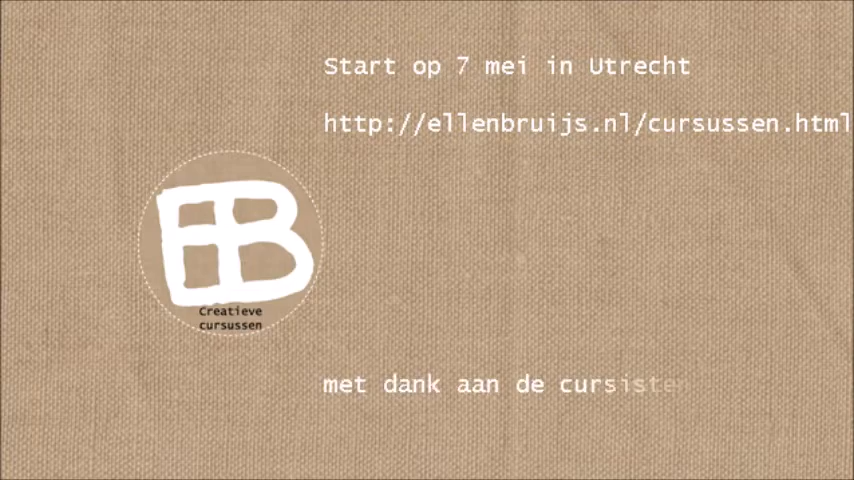 Start op 7 mei in Utrecht
http://ellenbruijs.nl/cursussen.html
EB
Creatieve
cursussen
met dank aan de cursisten